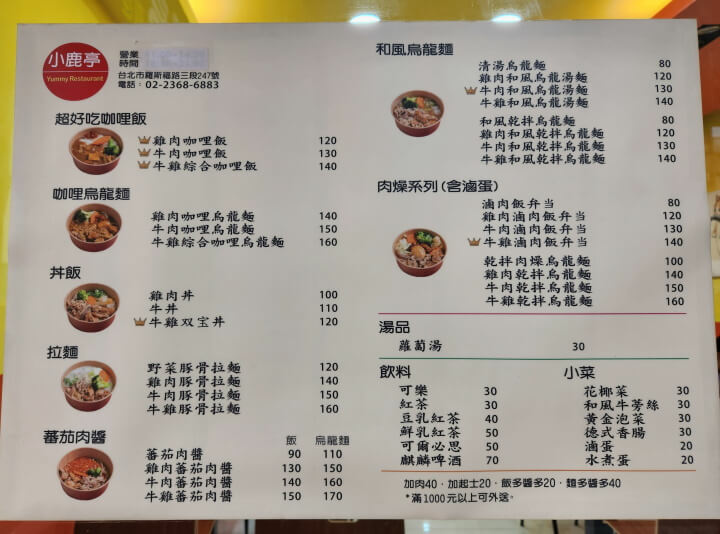 小鹿亭
Yummy Restaurant
營業
時間
台北市羅斯福路三段247號
電話：02-2368-6883
超好吃咖哩飯
雞肉咖哩飯 120
牛肉咖哩飯 130
牛雞綜合咖哩飯 140
咖哩烏龍麵
雞肉咖哩烏龍麵 140
牛肉咖哩烏龍麵 150
牛雞綜合咖哩烏龍麵 160
丼飯
雞肉丼 100
牛丼 110
牛雞双宝丼 120
拉麵
野菜豚骨拉麵 120
雞肉豚骨拉麵 140
牛肉豚骨拉麵 150
牛雞豚骨拉麵 160
蕃茄肉醬 飯 烏龍麵
蕃茄肉醬 90 110
雞肉蕃茄肉醬 130 150
牛肉蕃茄肉醬 140 160
牛雞蕃茄肉醬 150 170
和風烏龍麵
清湯烏龍麵 80
雞肉和風烏龍湯麵 120
牛肉和風烏龍湯麵 130
牛雞和風烏龍湯麵 140
和風乾拌烏龍麵 80
雞肉和風乾拌烏龍麵 120
牛肉和風乾拌烏龍麵 130
牛雞和風乾拌烏龍麵 140
肉燥系列(含滷蛋)
滷肉飯弁当 80
雞肉滷肉飯弁当 120
牛肉滷肉飯弁当 130
牛雞滷肉飯弁当 140
乾拌肉燥烏龍麵 100
雞肉乾拌烏龍麵 140
牛肉乾拌烏龍麵 150
牛雞乾拌烏龍麵 160
湯品
蘿蔔湯 30
飲料
可樂 30
紅茶 30
豆乳紅茶 40
鮮乳紅茶 50
可爾必思 50
麒麟啤酒 70
小菜
花椰菜 30
和風牛蒡絲 30
黃金泡菜 30
德式香腸 30
滷蛋 20
水煮蛋 20
加肉40．加起士20．飯多醬多20．麵多醬多40
*滿1000元以上可外送。